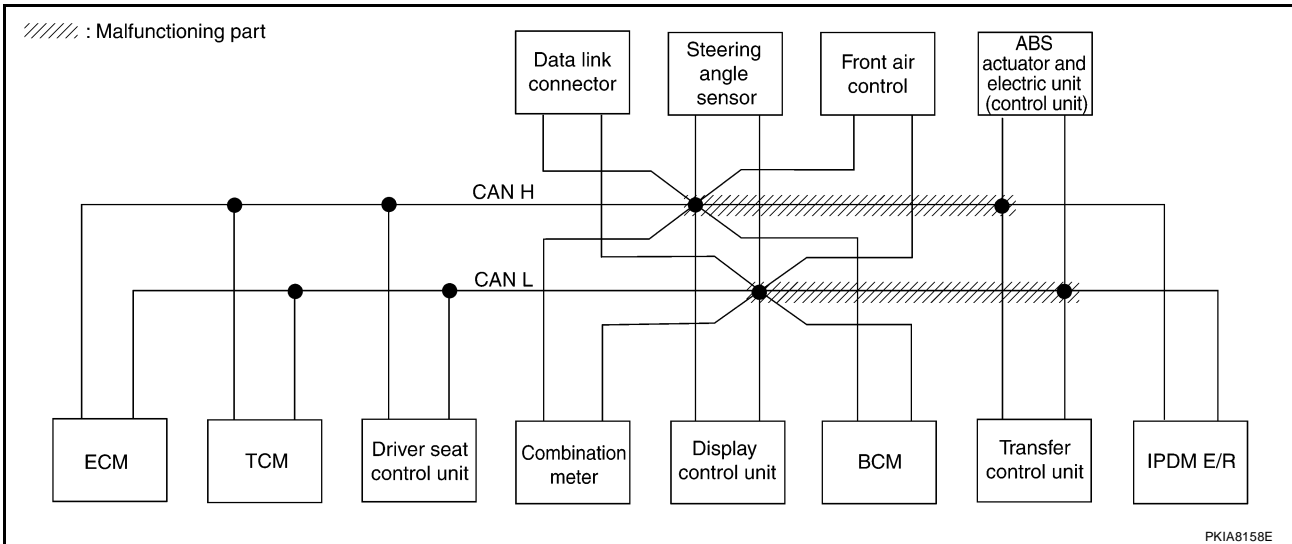 : Malfunctioning part
Data link
connector
Steering
angle
sensor
Front air
control
ABS
actuator and
electric unit
(control unit)
CAN H
CAN L
ECM
TCM
Driver seat
control unit
Combination
meter
Display
control unit
BCM
Transfer
control unit
IPDM E/R
PKIA8158E